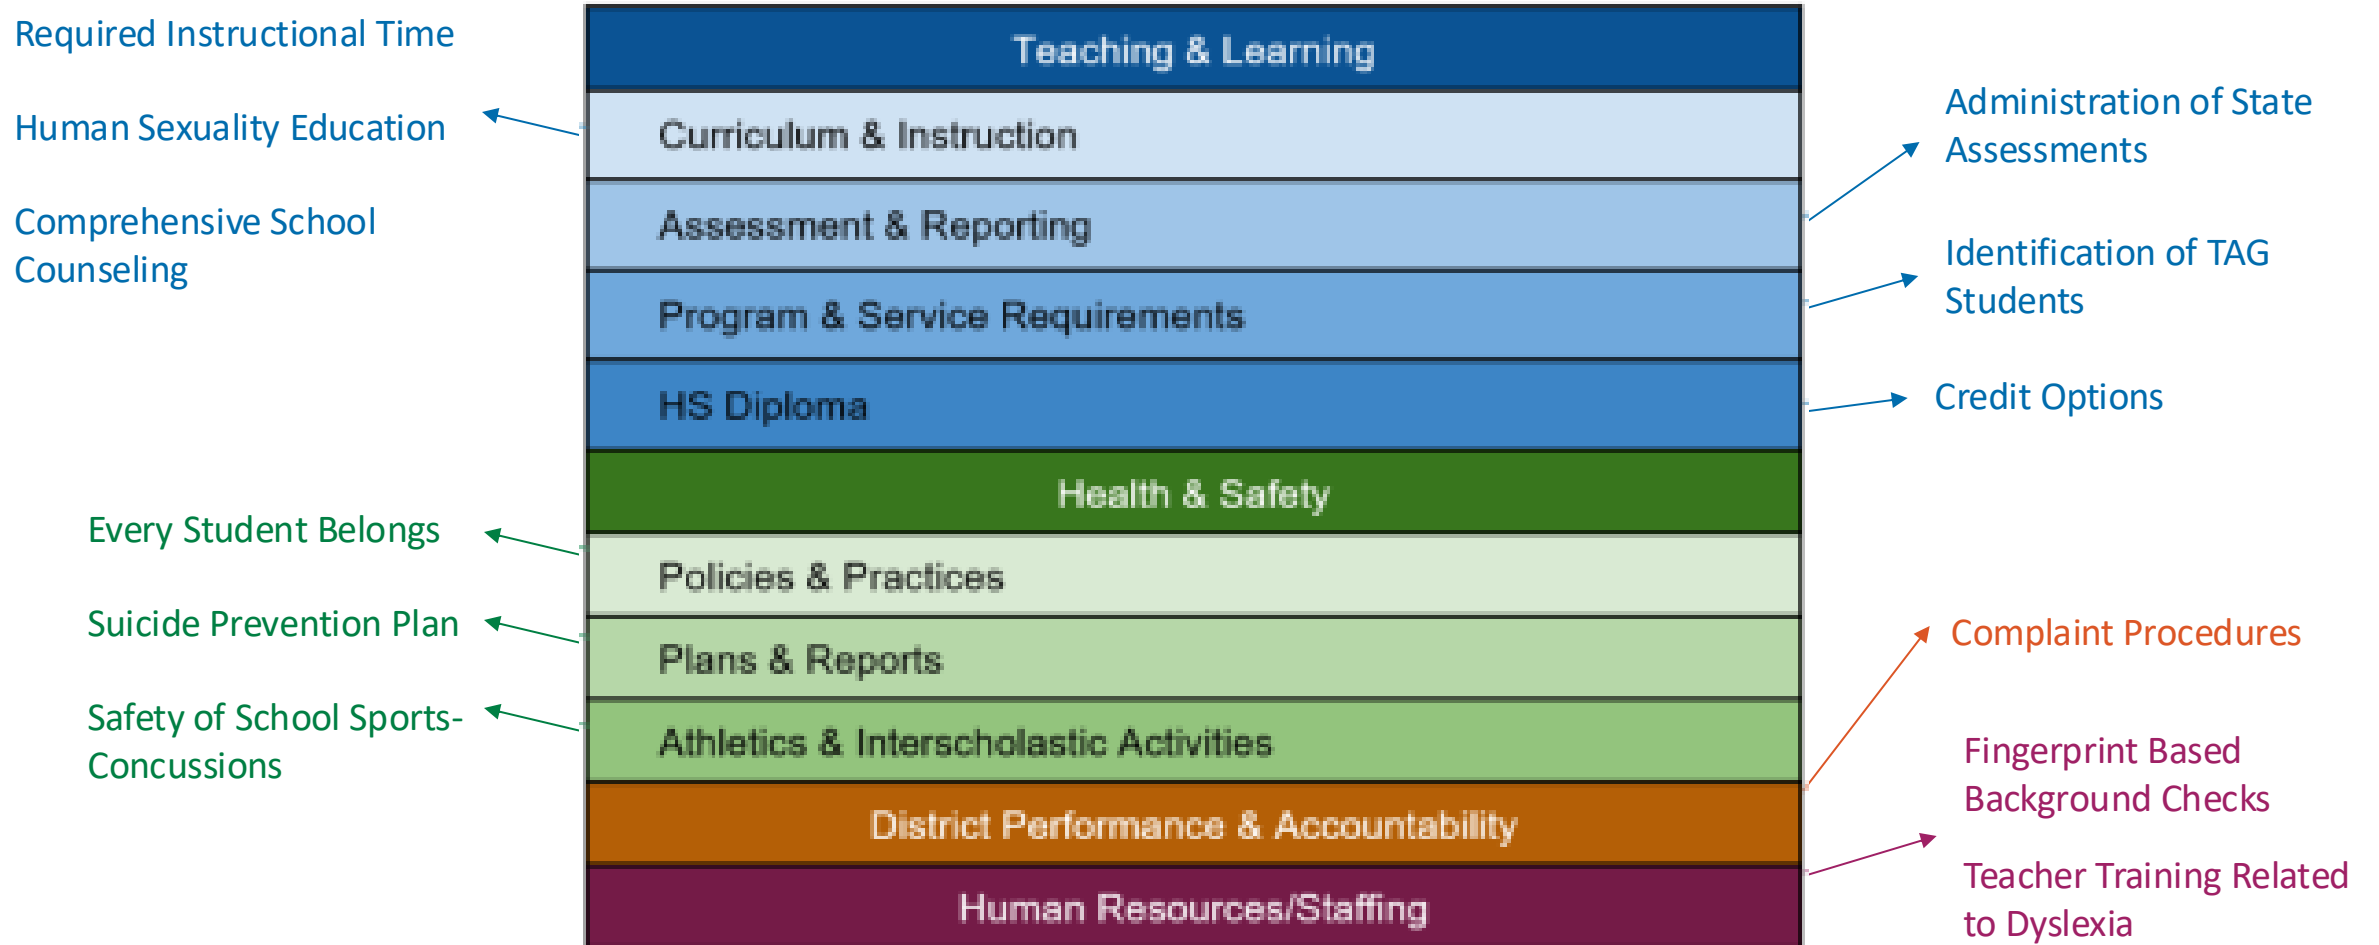 Required Instructional Time
Human Sexuality Education
Comprehensive School
Counseling
Every Student Belongs
Suicide Prevention Plan
Safety of School Sports-
Concussions
Teaching & Learning
Curriculum & Instruction
Assessment & Reporting
Program & Service Requirements
HS Diploma
Health & Safety
Policies & Practices
Plans & Reports
Athletics & Interscholastic Activities
District Performance & Accountability
Human Resources/Staffing
Administration of State
Assessments
Identification of TAG
Students
Credit Options
Complaint Procedures
Fingerprint Based
Background Checks
Teacher Training Related
to Dyslexia